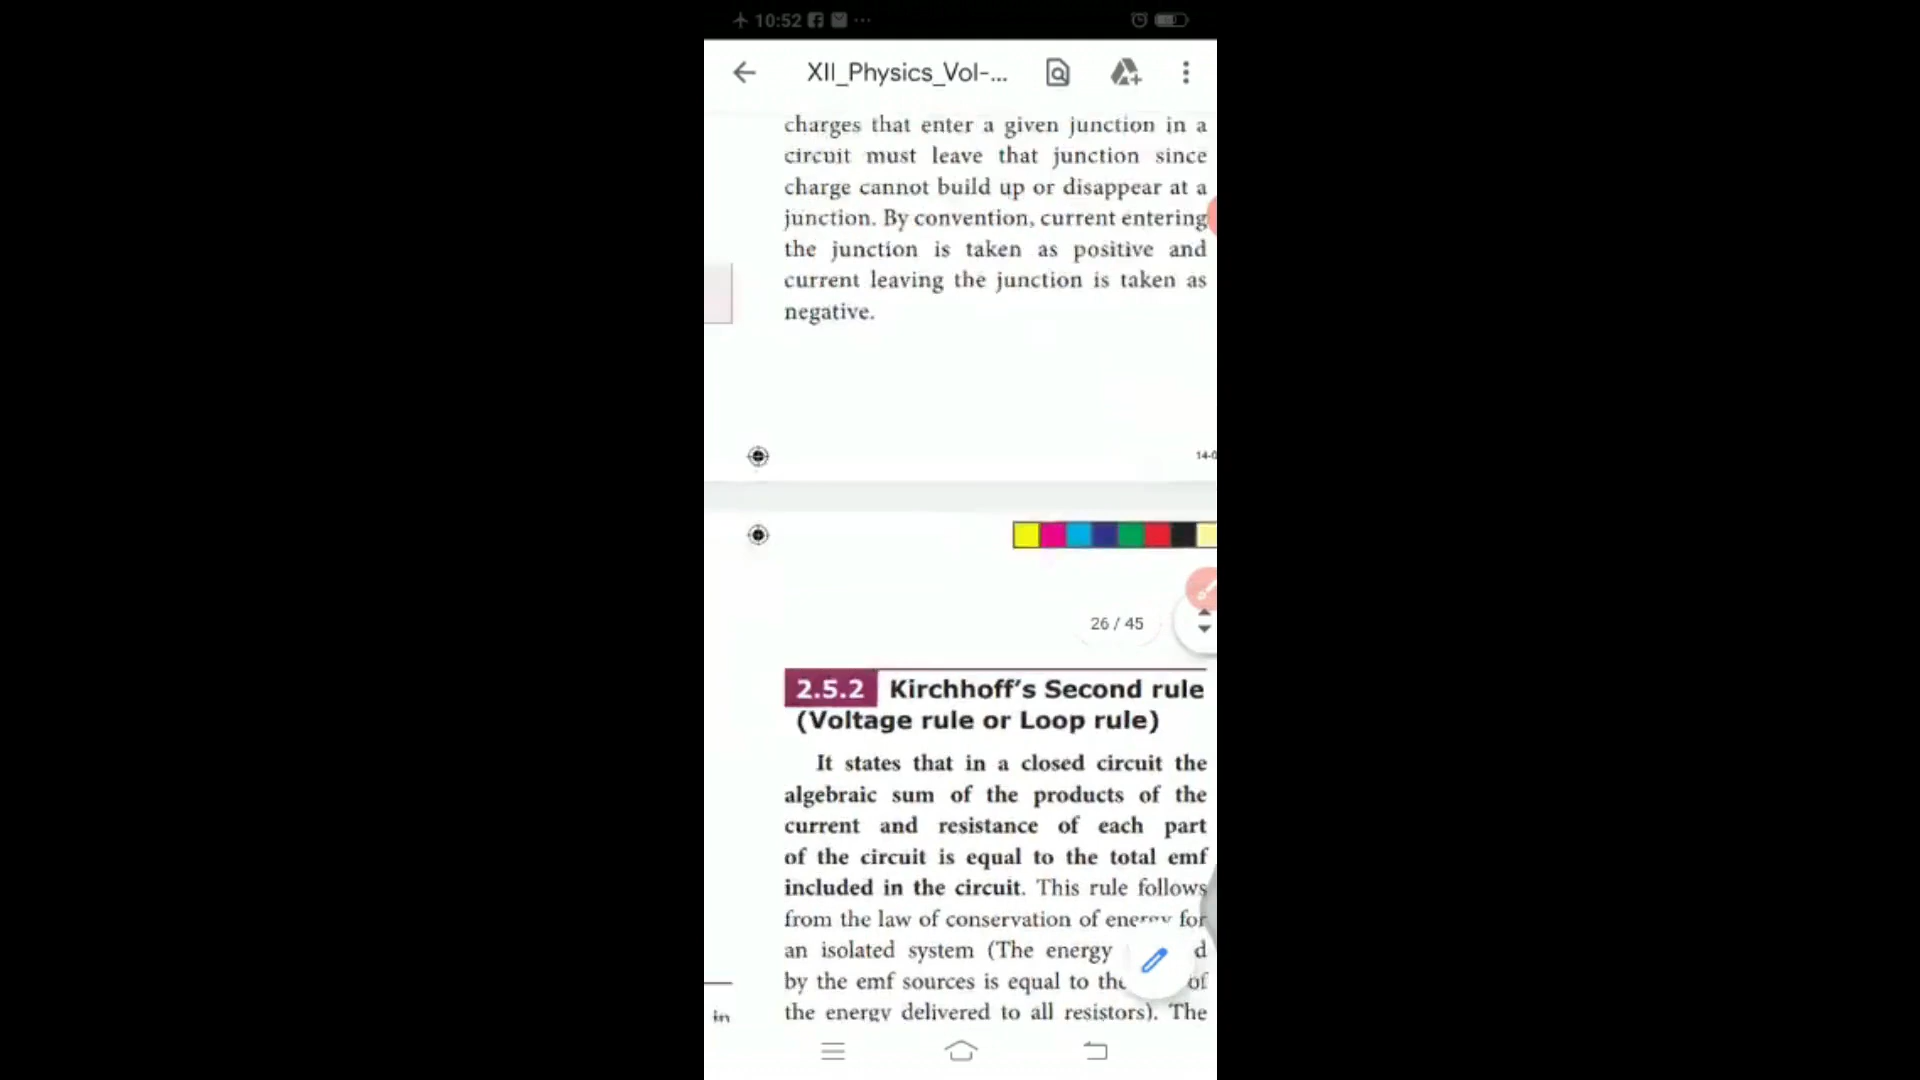 10:52 ...
XII_Physics_Vol-...
charges that enter a given junction in a
circuit must leave that junction since
charge cannot build up or disappear at a
junction. By convention, current entering
the junction is taken as positive and
current leaving the junction is taken as
negative.
14-0
26 / 45
2.5.2 Kirchhoff's Second rule
(Voltage rule or Loop rule)
It states that in a closed circuit the
algebraic sum of the products of the
current and resistance of each part
of the circuit is equal to the total emf
included in the circuit. This rule follows
from the law of conservation of energy for
an isolated system (The energy d
by the emf sources is equal to the of
the energy delivered to all resistors). The
in